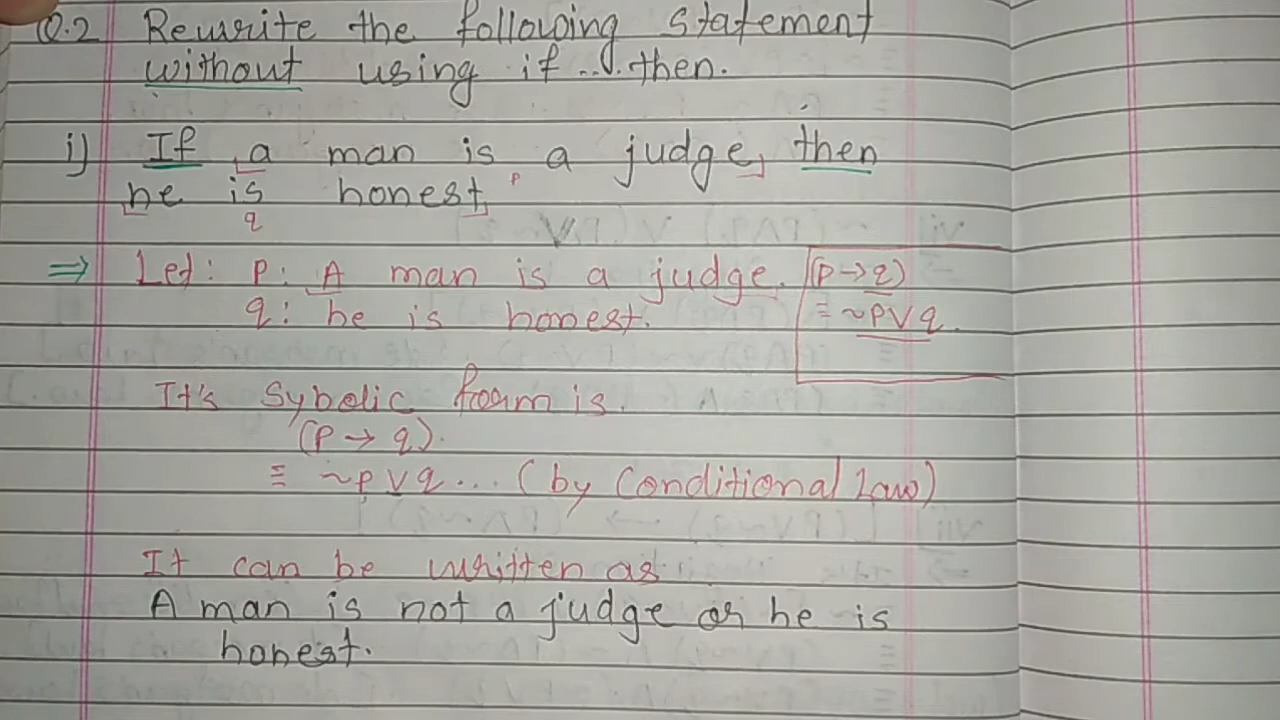 Q.2 Rewrite the following statement
without using if...then.
i) If a man is a judge, then
he is honest.
p
q
⇒ Let: p: A man is a judge.
(p → q)
q: he is honest.
≡ ~p∨q.
It's Sybolic foam is.
(p → q).
≡ ~p∨q... (by Conditional Law)
It can be written as
A man is not a judge or he is
honest.